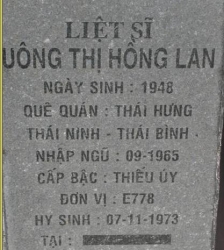 LIỆT SĨ
UÔNG THỊ HỒNG LAN
NGÀY SINH : 1948
QUÊ QUÁN : THÁI HƯNG
THÁI NINH - THÁI BÌNH
NHẬP NGŨ : 09-1965
CẤP BẬC : THIẾU ÚY
ĐƠN VỊ : E778
HY SINH : 07-11-1973
TẠI :